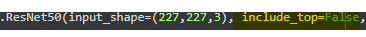 .ResNet50(input_shape=(227,227,3), include_top=False,